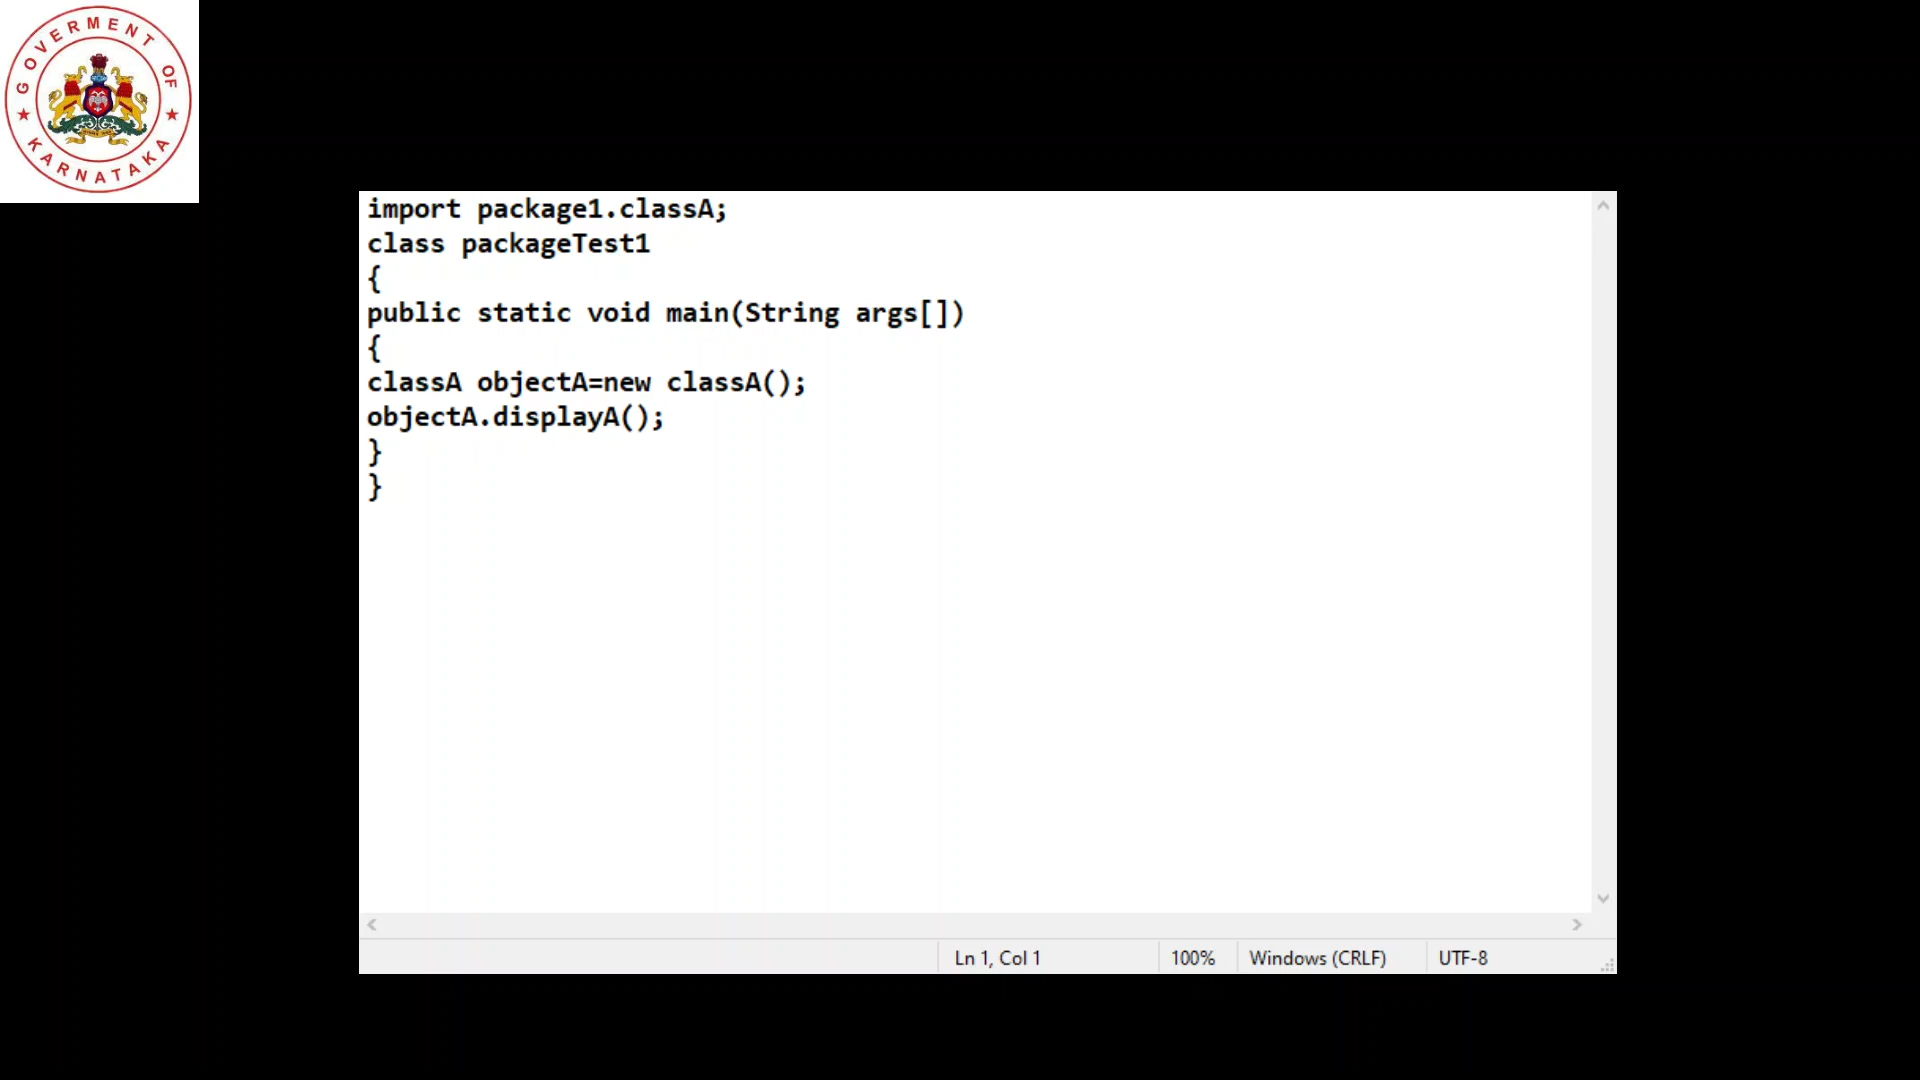 GOVERMENT OF
KARNATAKA
import package1.classA;
class packageTest1
{
public static void main(String args[])
{
classA objectA=new classA();
objectA.displayA();
}
}
Ln 1, Col 1
100%
Windows (CRLF)
UTF-8